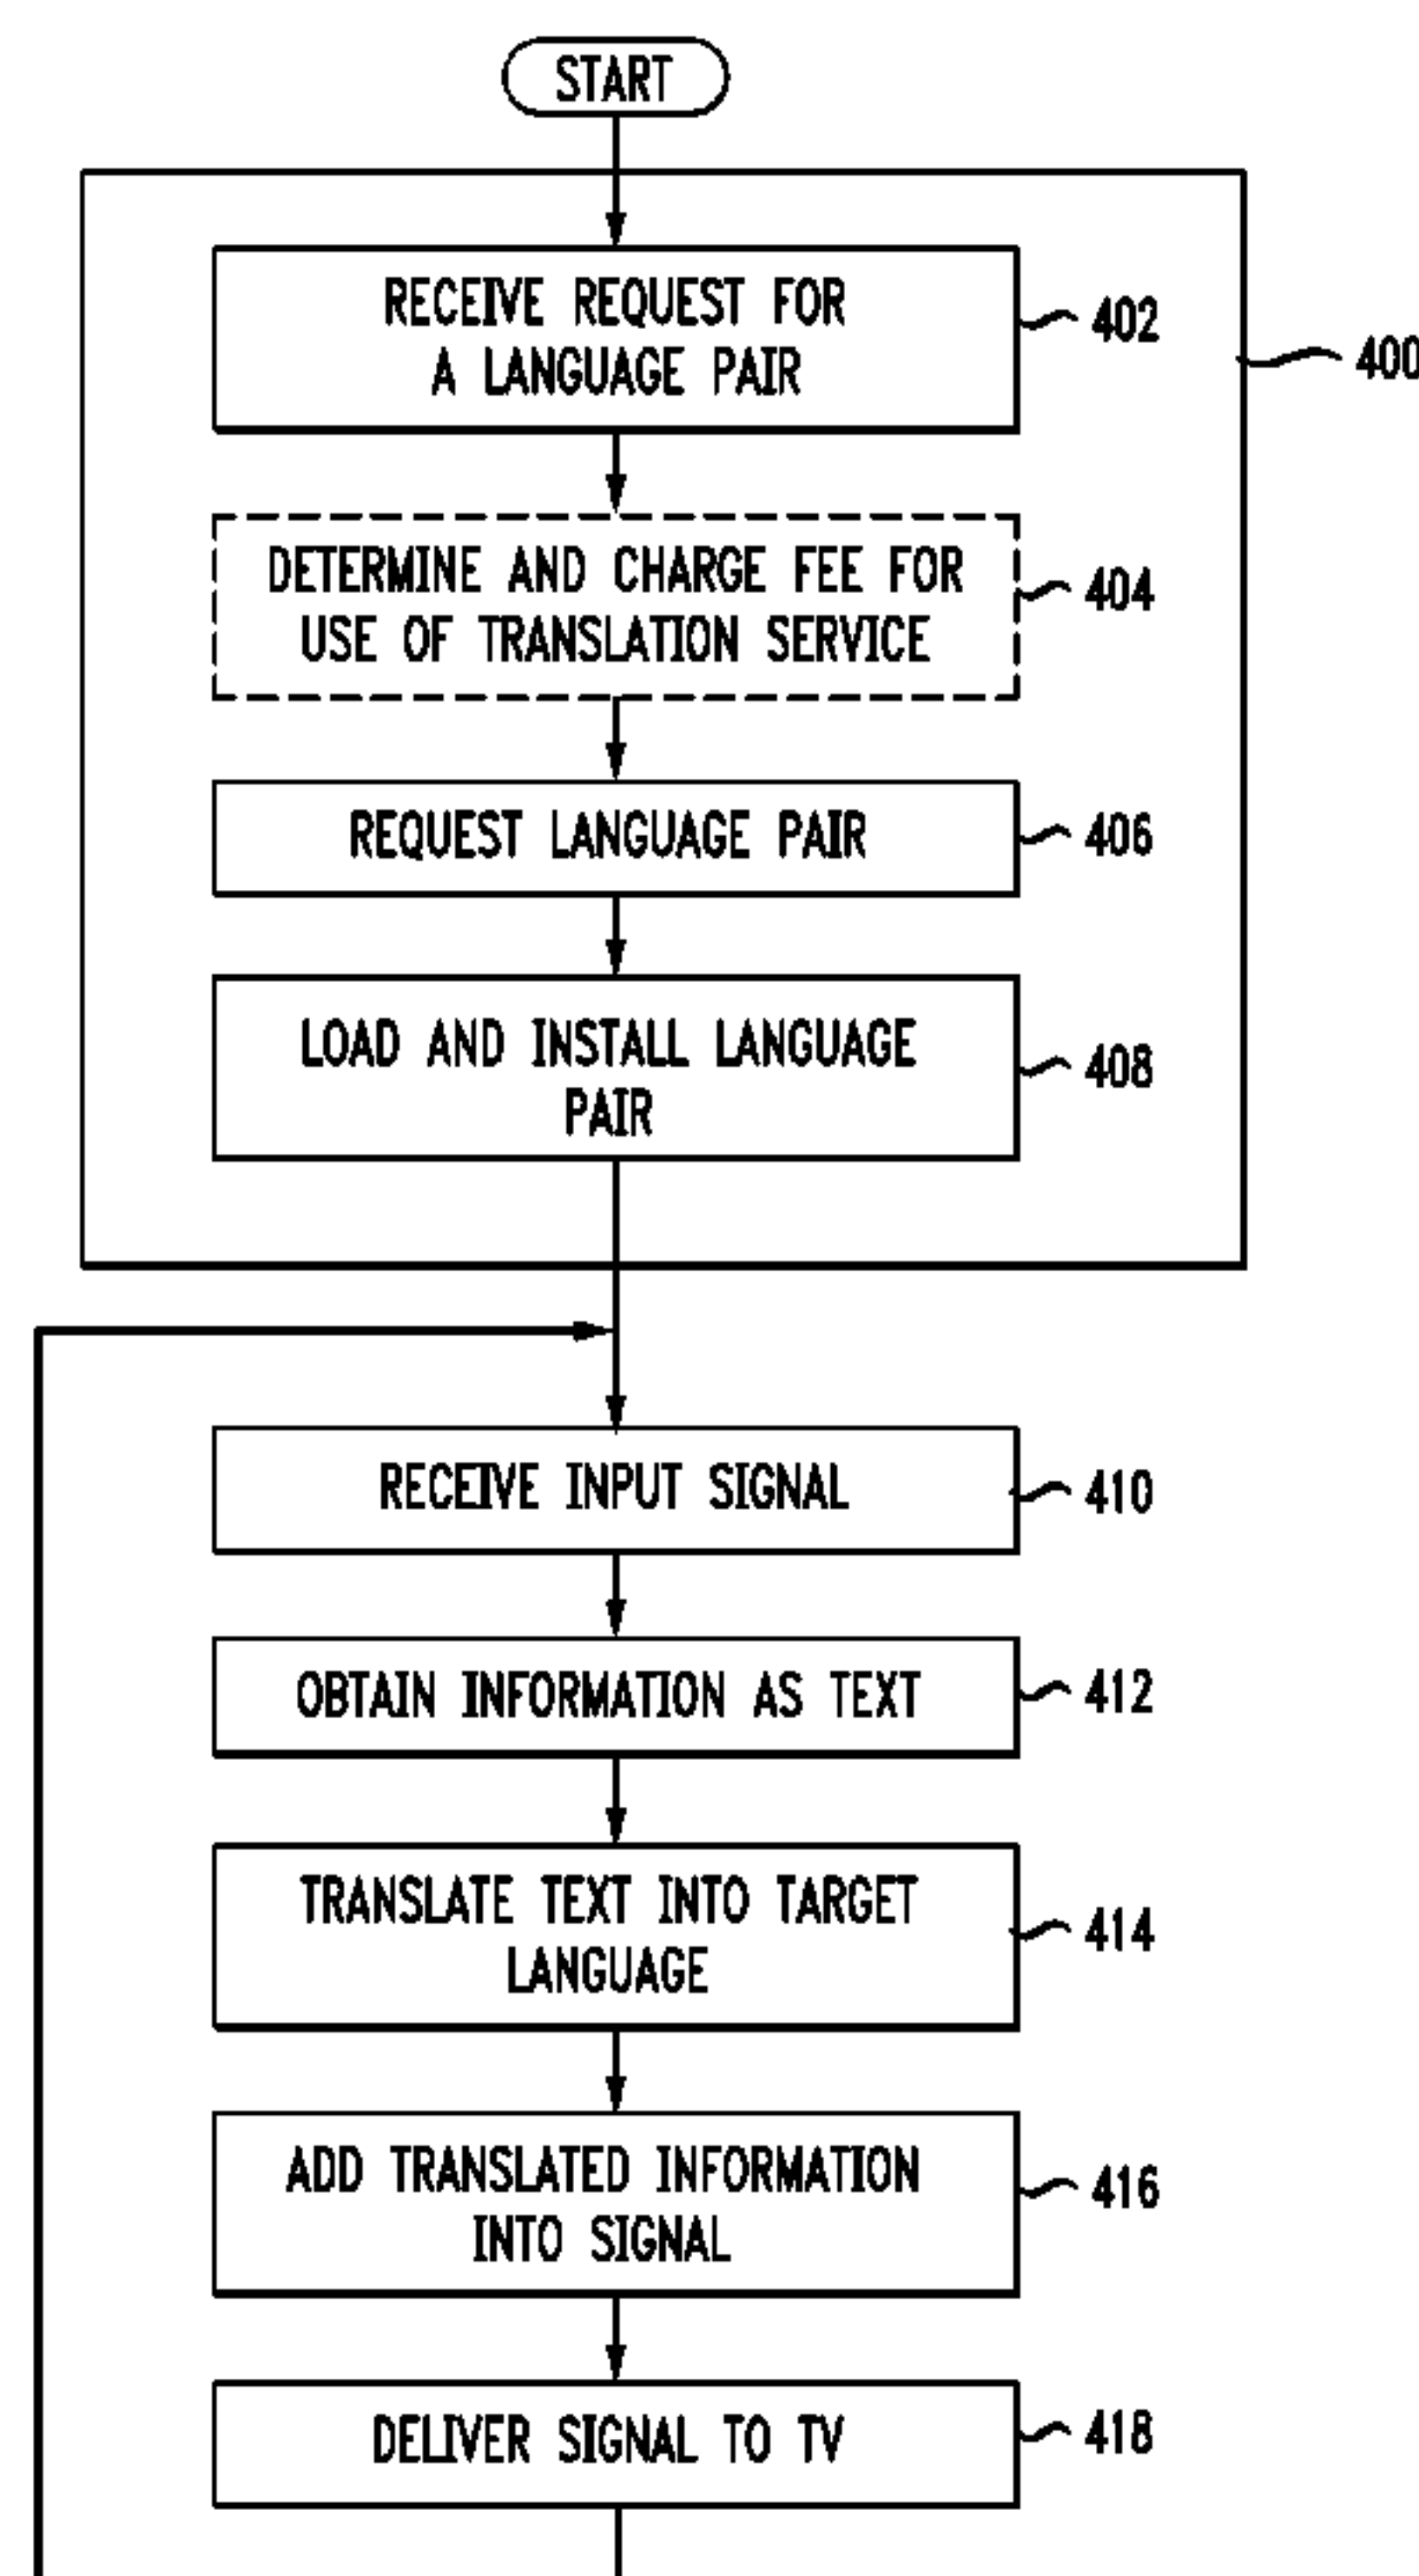 START
RECEIVE REQUEST FOR
A LANGUAGE PAIR
402
400
DETERMINE AND CHARGE FEE FOR
USE OF TRANSLATION SERVICE
404
REQUEST LANGUAGE PAIR
406
LOAD AND INSTALL LANGUAGE
PAIR
408
RECEIVE INPUT SIGNAL
410
OBTAIN INFORMATION AS TEXT
412
TRANSLATE TEXT INTO TARGET
LANGUAGE
414
ADD TRANSLATED INFORMATION
INTO SIGNAL
416
DELIVER SIGNAL TO TV
418